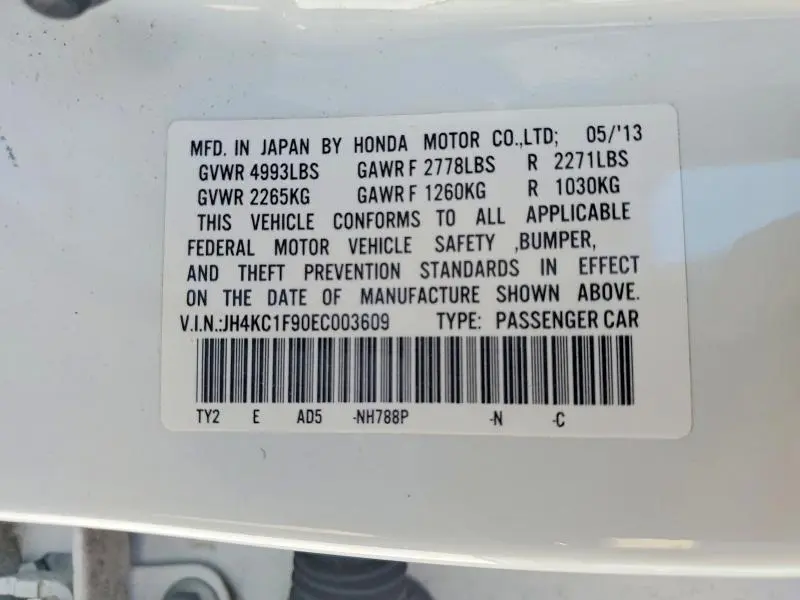 MFD. IN JAPAN BY HONDA MOTOR CO.,LTD; 05/'13
GVWR 4993LBS GAWR F 2778LBS R 2271LBS
GVWR 2265KG GAWR F 1260KG R 1030KG
THIS VEHICLE CONFORMS TO ALL APPLICABLE
FEDERAL MOTOR VEHICLE SAFETY ,BUMPER,
AND THEFT PREVENTION STANDARDS IN EFFECT
ON THE DATE OF MANUFACTURE SHOWN ABOVE.
V.I.N.:JH4KC1F90EC003609 TYPE: PASSENGER CAR
TY2 E AD5 -NH788P -N -C